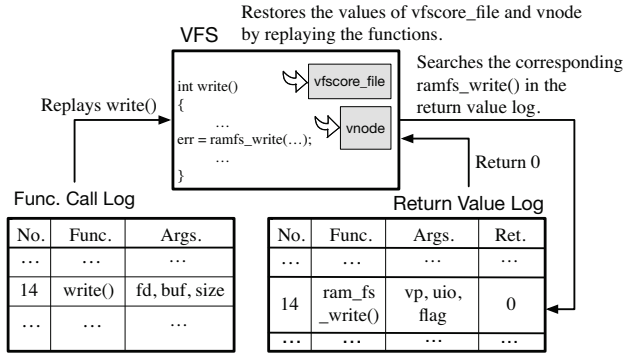 Restores the values of vfscore_file and vnode
by replaying the functions.
VFS
Searches the corresponding
ramfs_write() in the
return value log.
int write()
{
...
err = ramfs_write(...);
...
}
vfscore_file
vnode
Replays write()
Return 0
Func. Call Log
No. Func. Args.
... ... ...
14 write() fd, buf, size
... ... ...
Return Value Log
No. Func. Args. Ret.
... ... ... ...
14 ram_fs vp, uio, 0
_write() flag
... ... ... ...